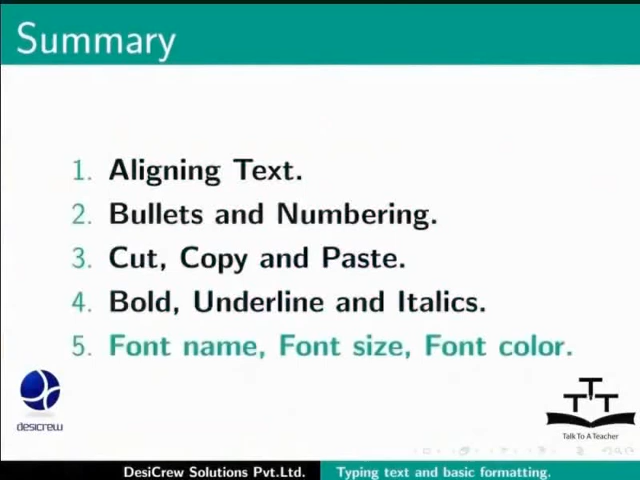 Summary
1. Aligning Text.
2. Bullets and Numbering.
3. Cut, Copy and Paste.
4. Bold, Underline and Italics.
5. Font name, Font size, Font color.
desicrew
TTT
Talk To A Teacher
DesiCrew Solutions Pvt.Ltd. Typing text and basic formatting.